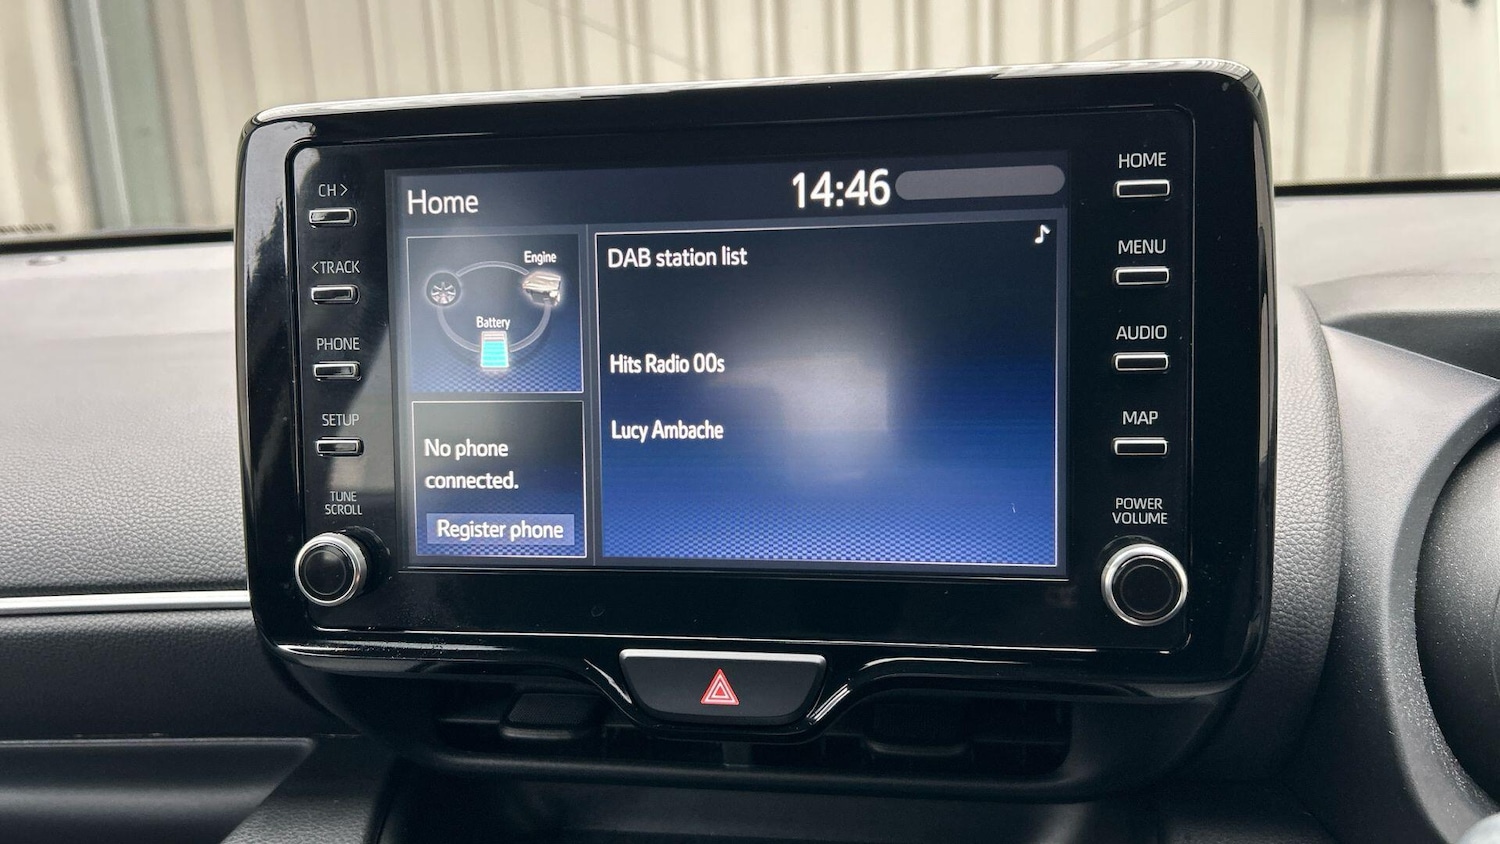 CH>
<TRACK
PHONE
SETUP
TUNE
SCROLL
Home
14:46
Engine
Battery
No phone
connected.
Register phone
DAB station list
Hits Radio 00s
Lucy Ambache
HOME
MENU
AUDIO
MAP
POWER
VOLUME